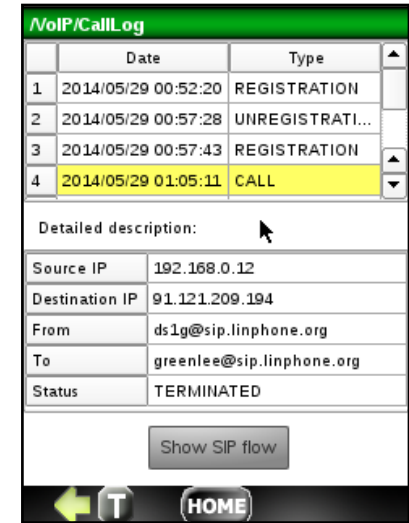 /VoIP/CallLog
Date Type
1 2014/05/29 00:52:20 REGISTRATION
2 2014/05/29 00:57:28 UNREGISTRATI...
3 2014/05/29 00:57:43 REGISTRATION
4 2014/05/29 01:05:11 CALL
Detailed description:
Source IP 192.168.0.12
Destination IP 91.121.209.194
From ds1g@sip.linphone.org
To greenlee@sip.linphone.org
Status TERMINATED
Show SIP flow
T HOME